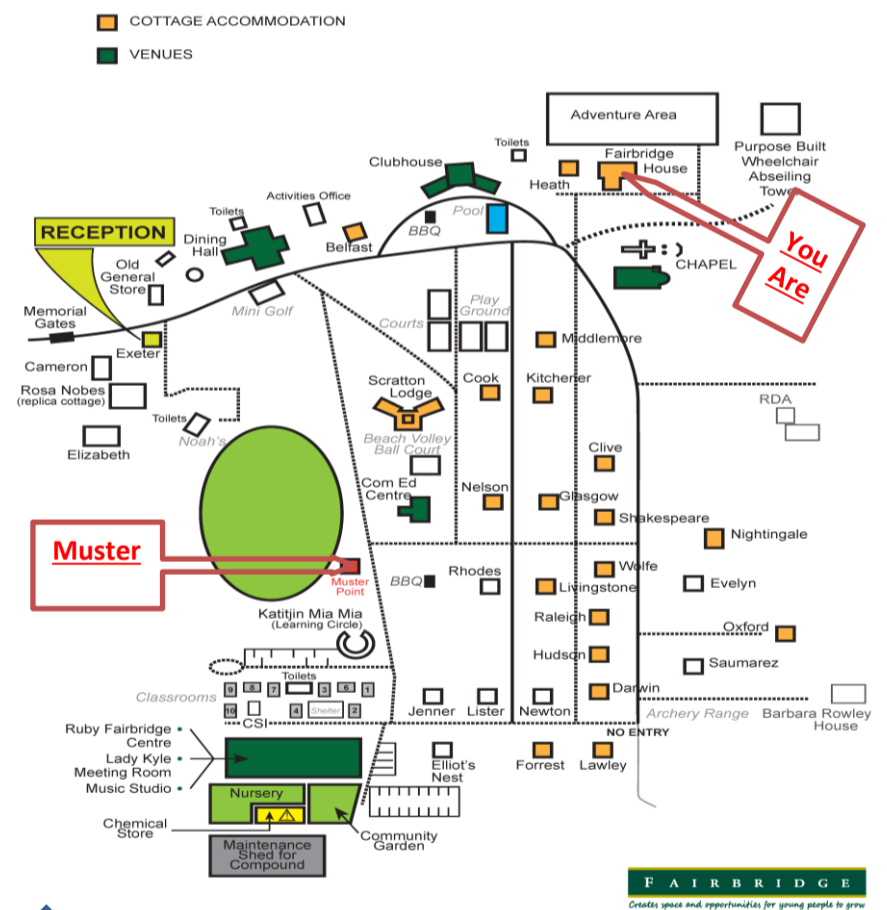 COTTAGE ACCOMMODATION
VENUES
Adventure Area
Purpose Built
Wheelchair
Abseiling
Tower
Toilets
Fairbridge
House
Heath
Clubhouse
Pool
BBQ
Activities Office
Toilets
Belfast
Dining
Hall
RECEPTION
You
Are
CHAPEL
Old
General
Store
Mini Golf
Memorial
Gates
Exeter
Courts
Play
Ground
Middlemore
Cameron
Rosa Nobes
(replica cottage)
Toilets
Noah's
Elizabeth
Scratton
Lodge
Cook
Kitchener
RDA
Beach Volley
Ball Court
Clive
Com Ed
Centre
Nelson
Glasgow
Shakespeare
Nightingale
Muster
Muster
Point
BBQ
Rhodes
Wolfe
Livingstone
Evelyn
Katitjin Mia Mia
(Learning Circle)
Raleigh
Oxford
Hudson
Saumarez
Toilets
Classrooms
9 8 7 3 6 1
10 4 Shelter 2
CSI
Jenner
Lister
Newton
Darwin
Archery Range
Barbara Rowley
House
NO ENTRY
Ruby Fairbridge
Centre
Lady Kyle
Meeting Room
Music Studio
Elliot's
Nest
Forrest
Lawley
Nursery
Chemical
Store
Community
Garden
Maintenance
Shed for
Compound
FAIRBRIDGE
Creates space and opportunities for young people to grow